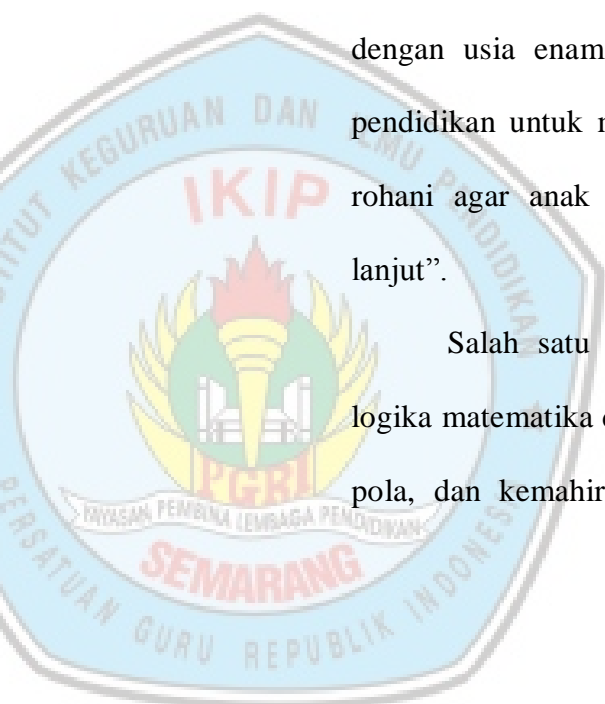 dengan usia enam
pendidikan untuk
rohani agar anak
lanjut”.
Salah satu
logika matematika
pola, dan
INSTITUT KEGURUAN DAN ILMU PENDIDIKAN
IKIP
PGRI
YAYASAN PEMBINA LEMBAGA PENDIDIKAN
SEMARANG
PERSATUAN GURU REPUBLIK INDONESIA